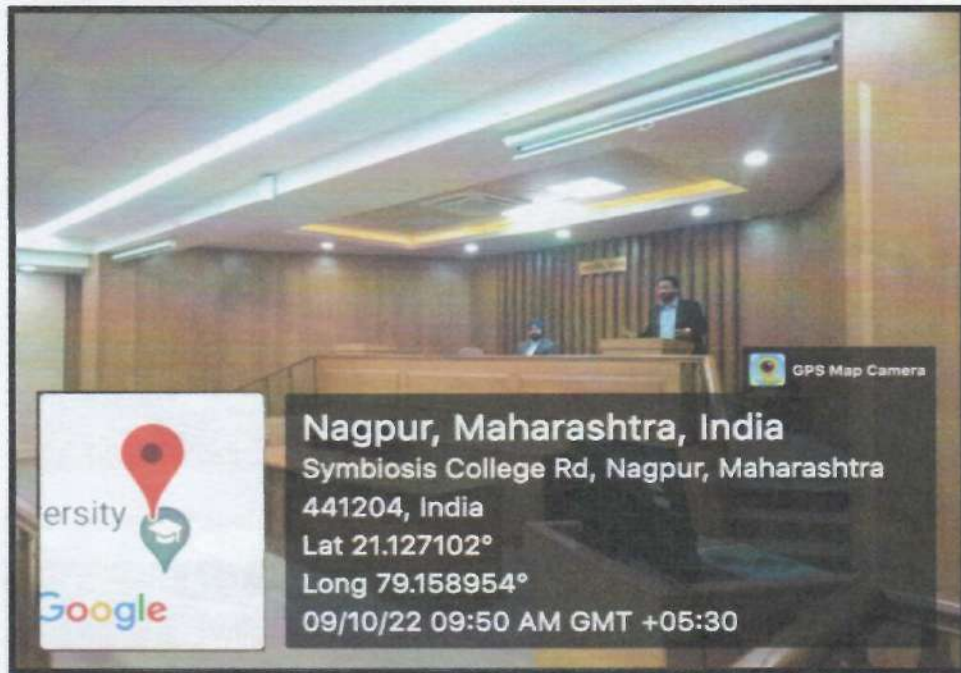 GPS Map Camera
Nagpur, Maharashtra, India
Symbiosis College Rd, Nagpur, Maharashtra
441204, India
Lat 21.127102°
Long 79.158954°
09/10/22 09:50 AM GMT +05:30
ersity
Google